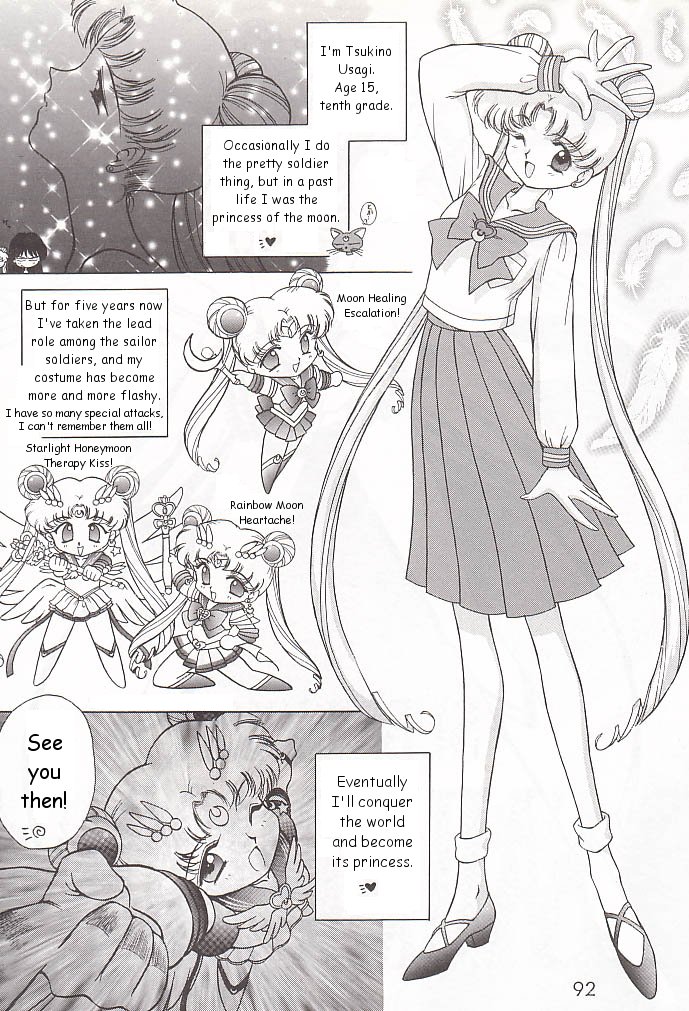 I'm Tsukino
Usagi.
Age 15,
tenth grade.
Occasionally I do
the pretty soldier
thing, but in a past
life I was the
princess of the moon.
But for five years now
I've taken the lead
role among the sailor
soldiers, and my
costume has become
more and more flashy.
I have so many special attacks,
I can't remember them all!!
Moon Healing
Escalation!
Starlight Honeymoon
Therapy Kiss!
Rainbow Moon
Heartache!
See
you
then!
Eventually
I'll conquer
the world
and become
its princess.
92